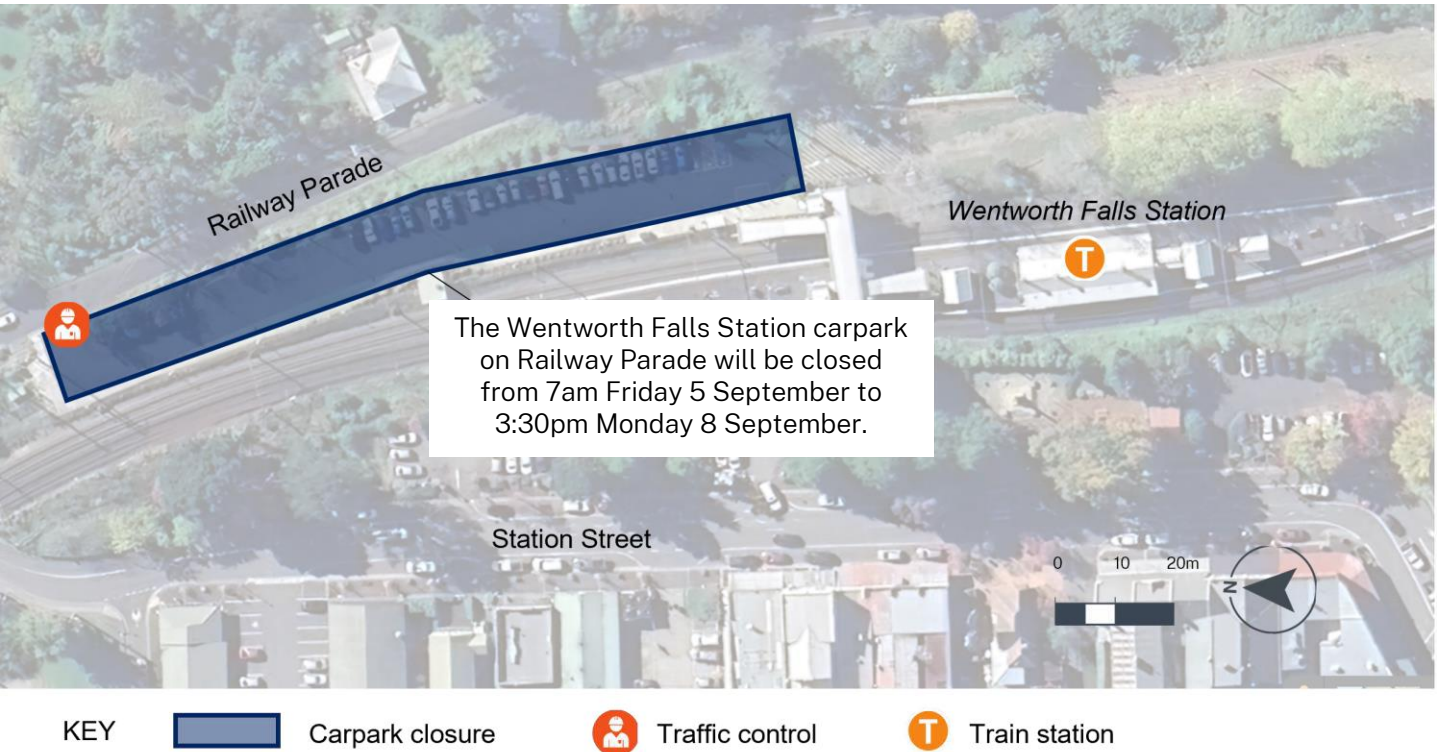 Railway Parade
Wentworth Falls Station
T
The Wentworth Falls Station carpark
on Railway Parade will be closed
from 7am Friday 5 September to
3:30pm Monday 8 September.
Station Street
0 10 20m
N
KEY
Carpark closure
Traffic control
T
Train station